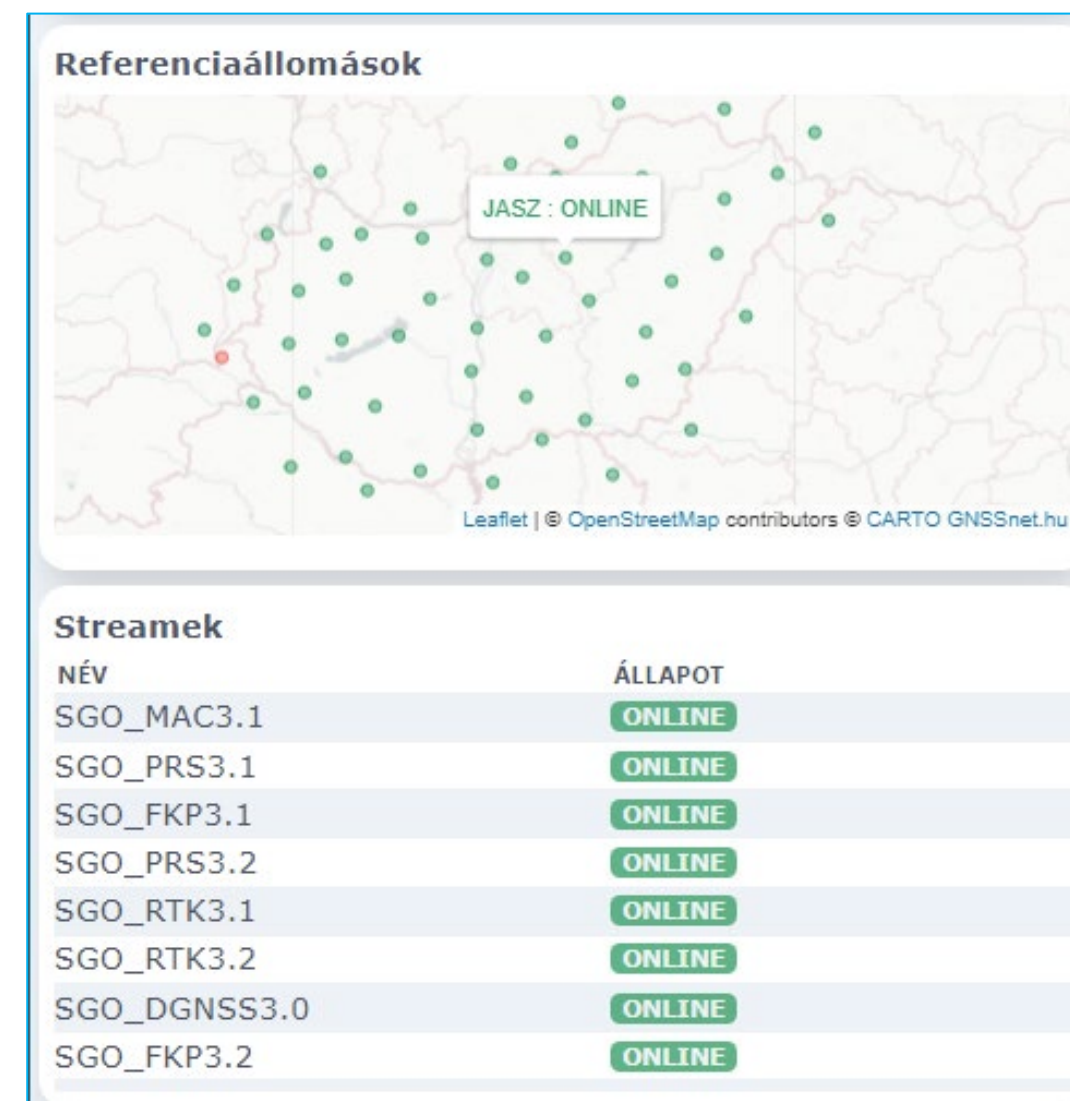 Referenciaállomások
JASZ : ONLINE
Leaflet | © OpenStreetMap contributors © CARTO GNSSnet.hu
Streamek
NÉV ÁLLAPOT
SGO_MAC3.1 ONLINE
SGO_PRS3.1 ONLINE
SGO_FKP3.1 ONLINE
SGO_PRS3.2 ONLINE
SGO_RTK3.1 ONLINE
SGO_RTK3.2 ONLINE
SGO_DGNSS3.0 ONLINE
SGO_FKP3.2 ONLINE